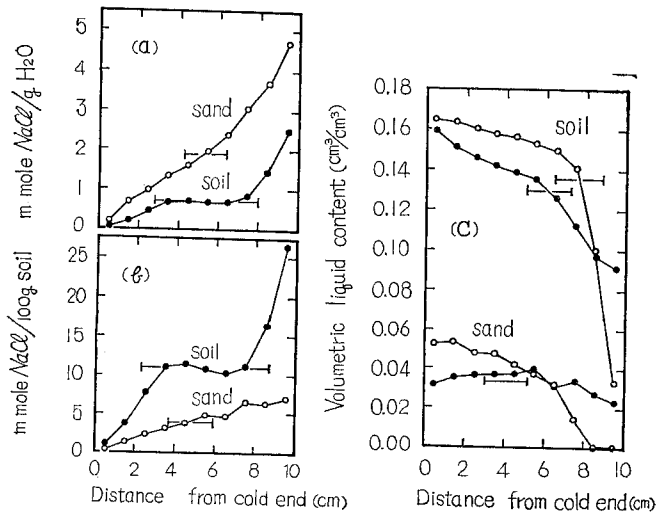 m mole NaCl/g H2O
5
4
3
2
1
0
(a)
sand
soil
m mole NaCl/100g soil
25
20
15
10
5
0
(b)
soil
sand
0 2 4 6 8 10
Distance from cold end (cm)
Volumetric liquid content (cm³/cm³)
0.18
0.16
0.14
0.12
0.10
0.08
0.06
0.04
0.02
0.00
soil
(C)
sand
0 2 4 6 8 10
Distance from cold end (cm)